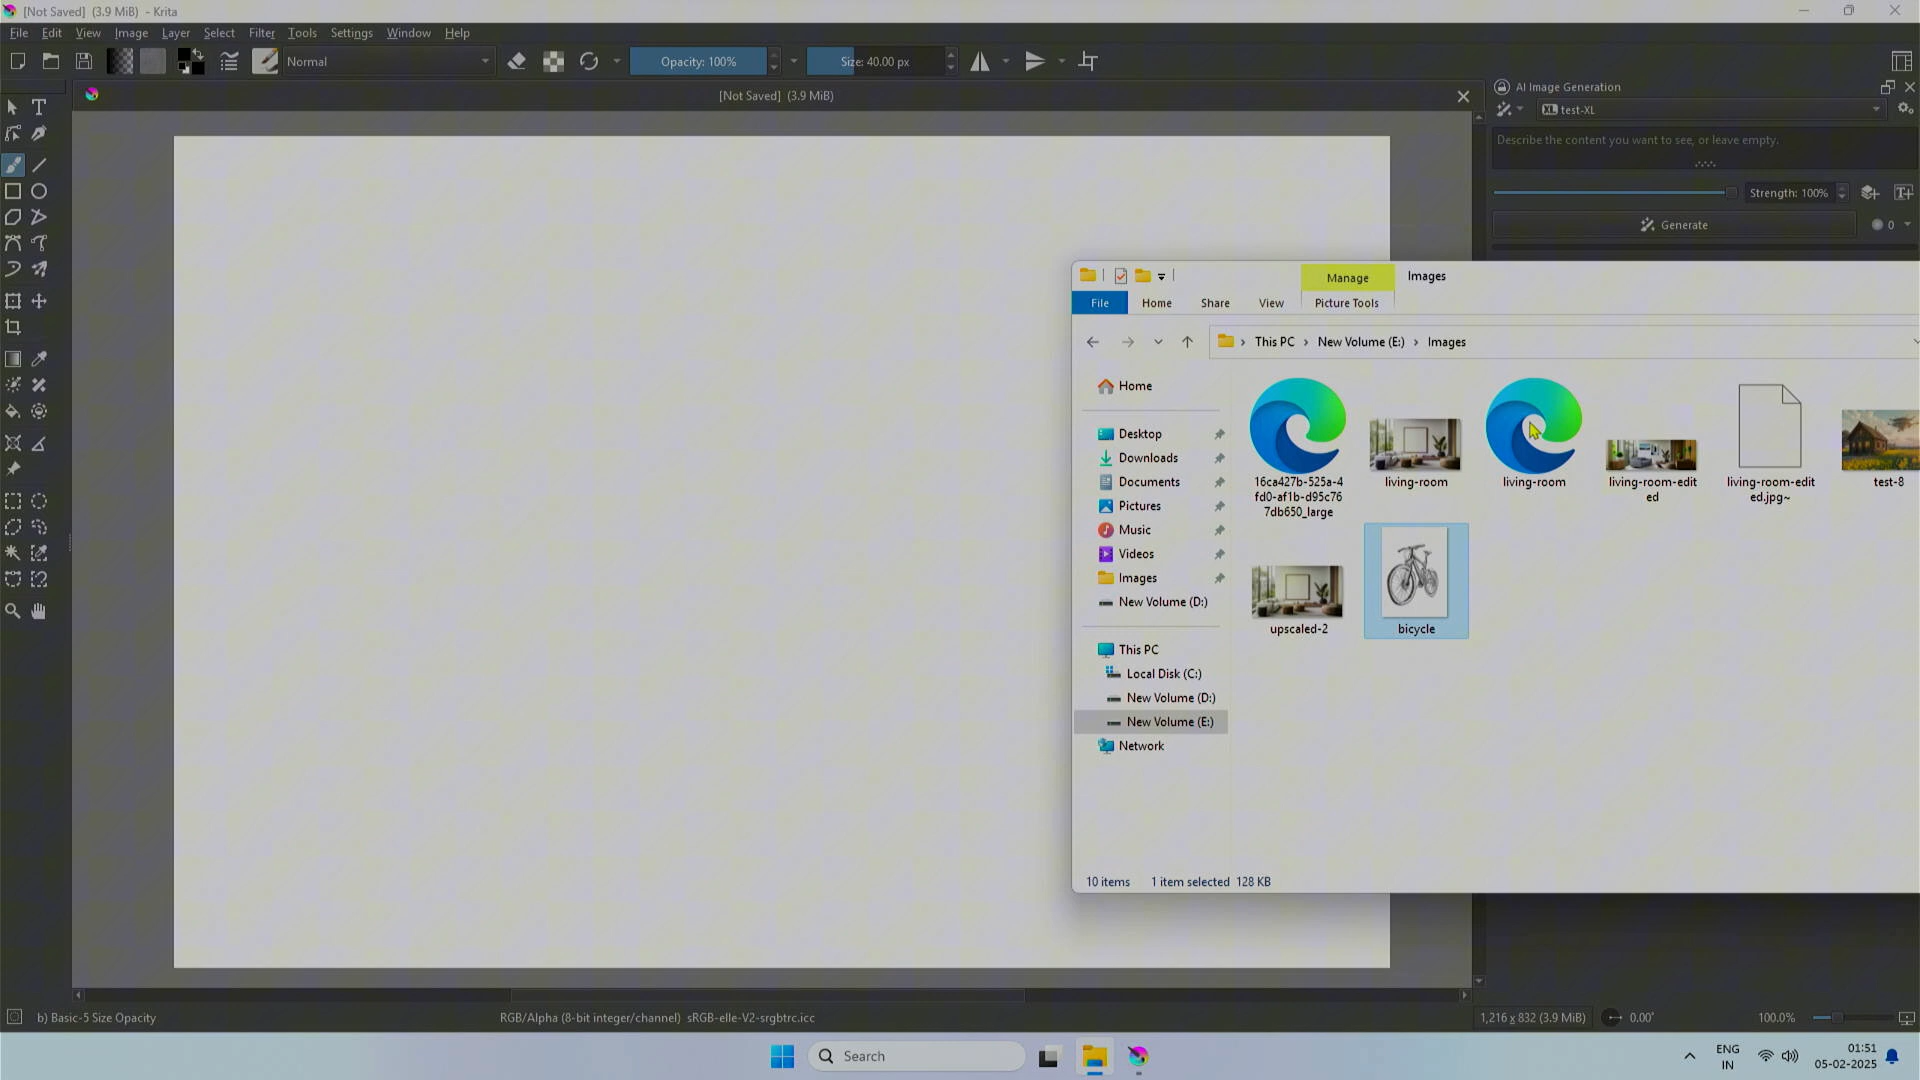 [Not Saved] (3.9 MiB) - Krita
File Edit View Image Layer Select Filter Tools Settings Window Help
Normal
Opacity: 100%
Size: 40.00 px
[Not Saved] (3.9 MiB)
AI Image Generation
XL test-XL
Describe the content you want to see, or leave empty.
Strength: 100%
Generate
0
Manage
Images
File Home Share View Picture Tools
This PC › New Volume (E:) › Images
Home
Desktop
Downloads
Documents
Pictures
Music
Videos
Images
New Volume (D:)
This PC
Local Disk (C:)
New Volume (D:)
New Volume (E:)
Network
16ca427b-525a-4
fd0-af1b-d95c76
7db650_large
living-room
living-room
living-room-edit
ed
living-room-edit
ed.jpg~
test-8
upscaled-2
bicycle
10 items 1 item selected 128 KB
b) Basic-5 Size Opacity
RGB/Alpha (8-bit integer/channel) sRGB-elle-V2-srgbtrc.icc
1,216 x 832 (3.9 MiB)
0.00°
100.0%
Search
ENG
IN
01:51
05-02-2025